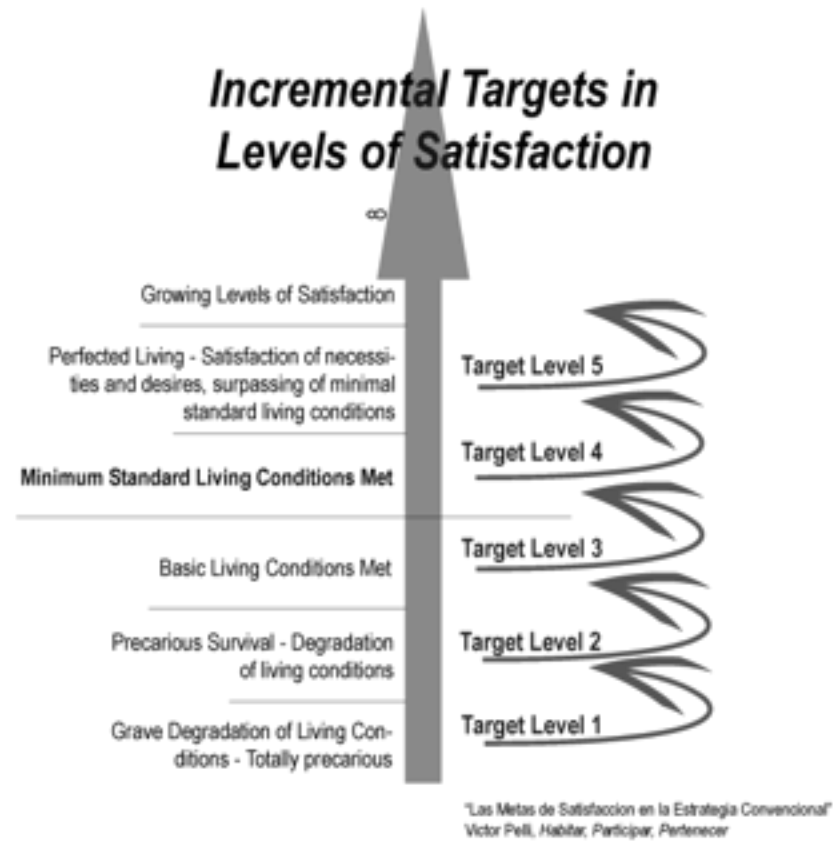 Incremental Targets in
Levels of Satisfaction
∞
Growing Levels of Satisfaction
Perfected Living - Satisfaction of necessi-
ties and desires, surpassing of minimal
standard living conditions
Target Level 5
Minimum Standard Living Conditions Met
Target Level 4
Basic Living Conditions Met
Target Level 3
Precarious Survival - Degradation
of living conditions
Target Level 2
Grave Degradation of Living Con-
ditions - Totally precarious
Target Level 1
"Las Metas de Satisfaccion en la Estrategia Convencional"
Victor Pelli, Habitar, Participar, Pertenecer